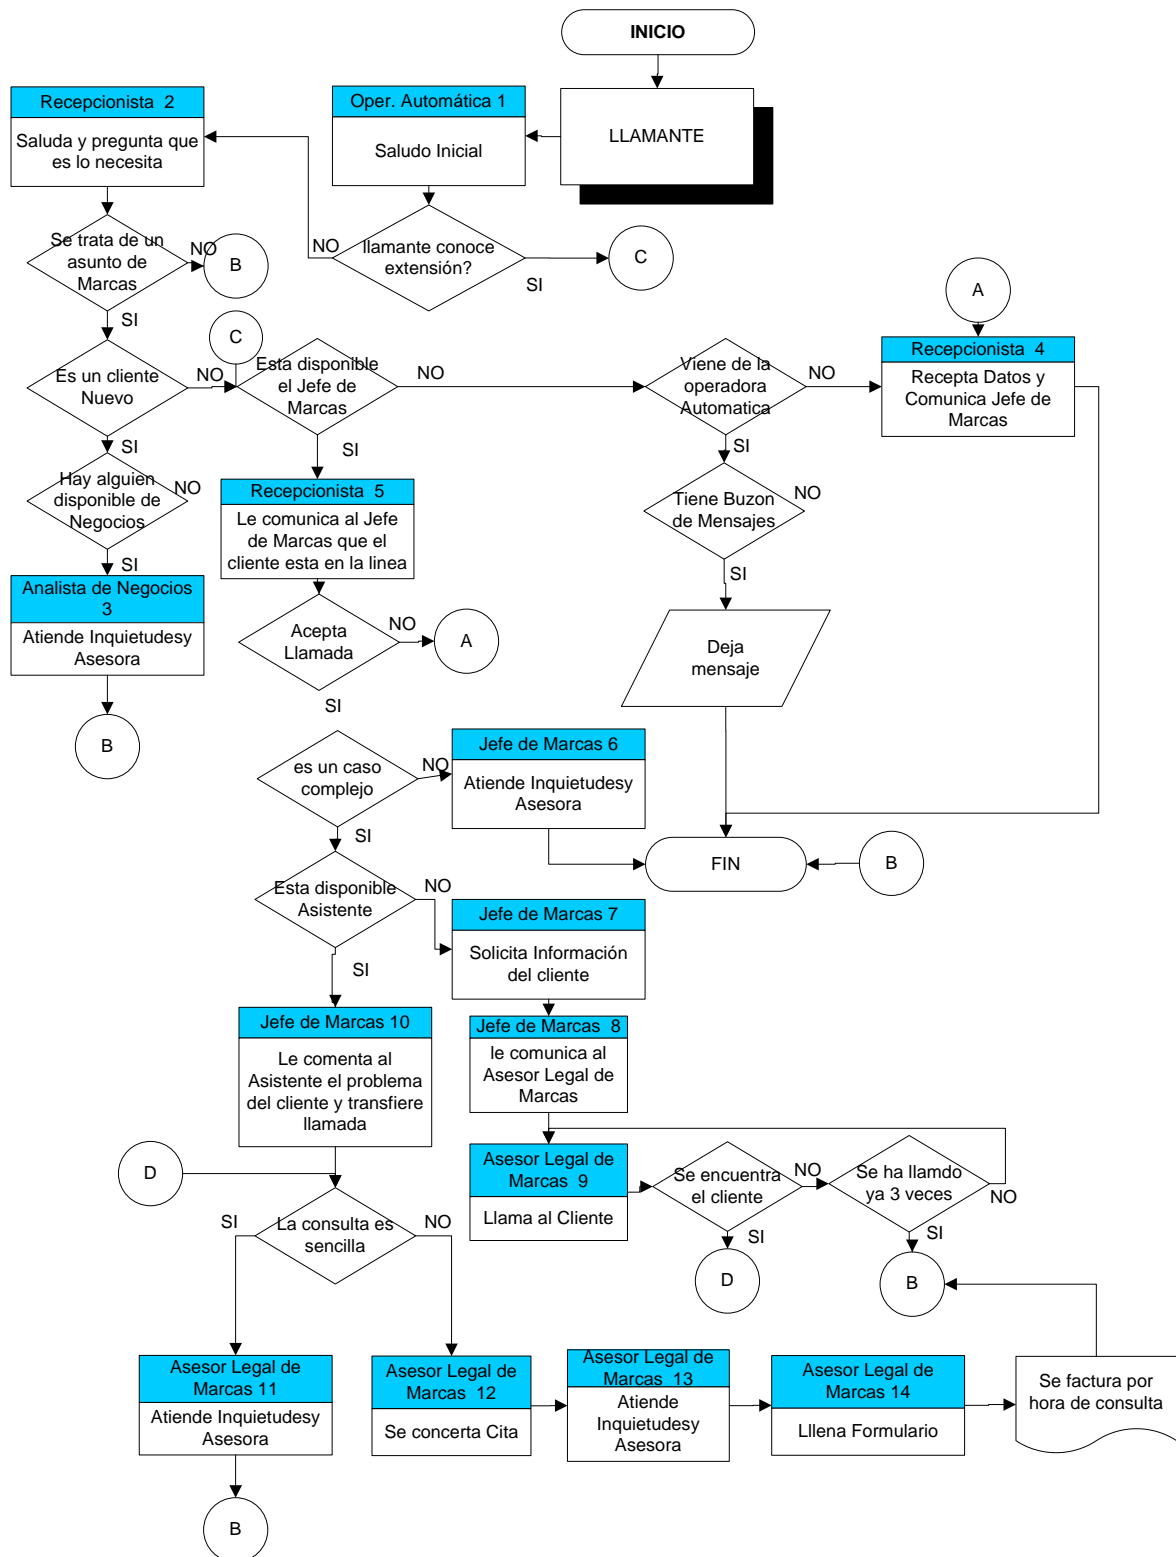 INICIO
LLAMANTE
Oper. Automática 1
Saludo Inicial
Recepcionista 2
Saluda y pregunta que
es lo necesita
llamante conoce
extensión?
NO
SI
C
Se trata de un
asunto de
Marcas
NO
B
SI
C
A
Es un cliente
Nuevo
NO
SI
Esta disponible
el Jefe de
Marcas
NO
SI
Viene de la
operadora
Automatica
NO
SI
Recepcionista 4
Recepta Datos y
Comunica Jefe de
Marcas
Hay alguien
disponible de
Negocios
NO
SI
Recepcionista 5
Le comunica al Jefe
de Marcas que el
cliente esta en la linea
Tiene Buzon
de Mensajes
NO
SI
Analista de Negocios
3
Atiende Inquietudesy
Asesora
B
Acepta
Llamada
NO
A
SI
Deja
mensaje
es un caso
complejo
NO
SI
Jefe de Marcas 6
Atiende Inquietudesy
Asesora
FIN
B
Esta disponible
Asistente
NO
SI
Jefe de Marcas 7
Solicita Información
del cliente
Jefe de Marcas 10
Le comenta al
Asistente el problema
del cliente y transfiere
llamada
Jefe de Marcas 8
le comunica al
Asesor Legal de
Marcas
D
Asesor Legal de
Marcas 9
Llama al Cliente
Se encuentra
el cliente
NO
SI
D
Se ha llamdo
ya 3 veces
NO
SI
B
La consulta es
sencilla
SI
NO
Asesor Legal de
Marcas 11
Atiende Inquietudesy
Asesora
B
Asesor Legal de
Marcas 12
Se concerta Cita
Asesor Legal de
Marcas 13
Atiende
Inquietudesy
Asesora
Asesor Legal de
Marcas 14
Lllena Formulario
Se factura por
hora de consulta